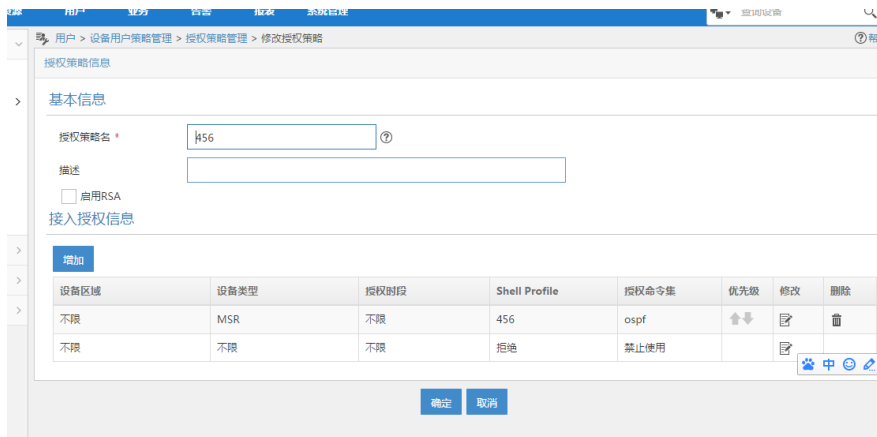 用户 业务 告警 报表 系统管理 查询设备
用户 > 设备用户策略管理 > 授权策略管理 > 修改授权策略 帮
授权策略信息
基本信息
授权策略名 * 456
描述
启用RSA
接入授权信息
增加
设备区域 设备类型 授权时段 Shell Profile 授权命令集 优先级 修改 删除
不限 MSR 不限 456 ospf
不限 不限 不限 拒绝 禁止使用
中
确定 取消